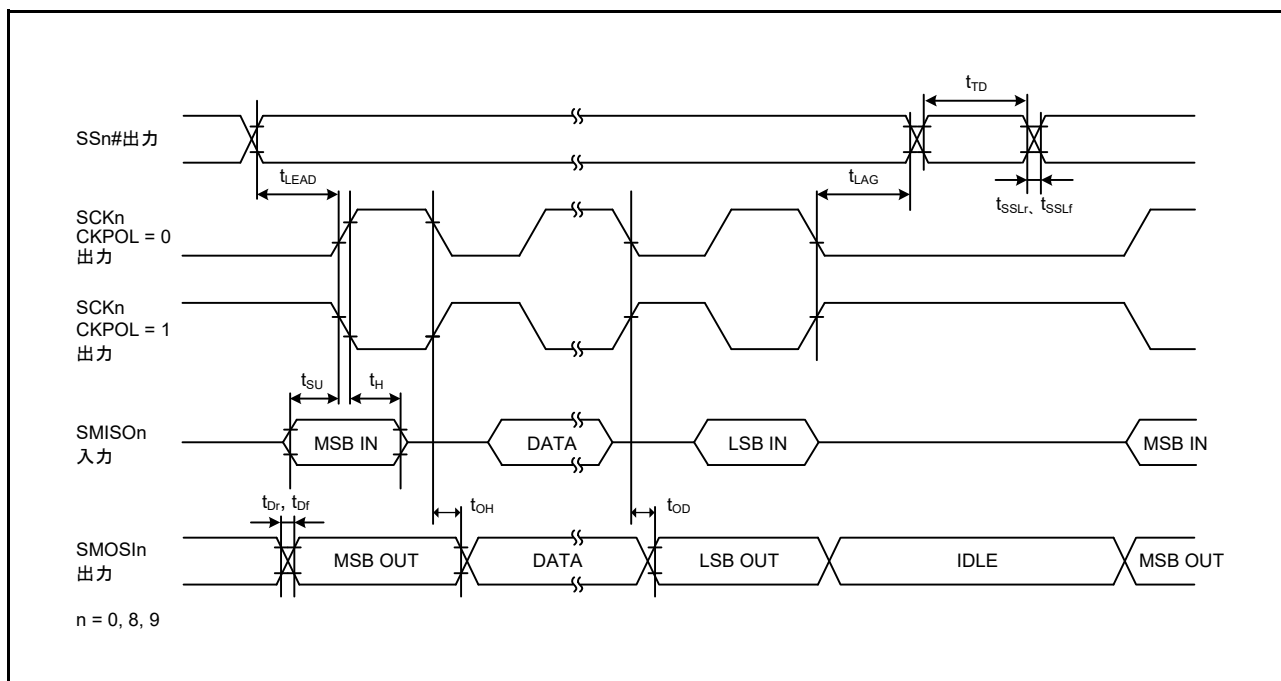 tTD
SSn#出力
tLEAD
tLAG
tSSLr、tSSLf
SCKn
CKPOL = 0
出力
SCKn
CKPOL = 1
出力
tSU
tH
SMISOn
入力
MSB IN
DATA
LSB IN
MSB IN
tDr, tDf
tOH
tOD
SMOSIn
出力
MSB OUT
DATA
LSB OUT
IDLE
MSB OUT
n = 0, 8, 9